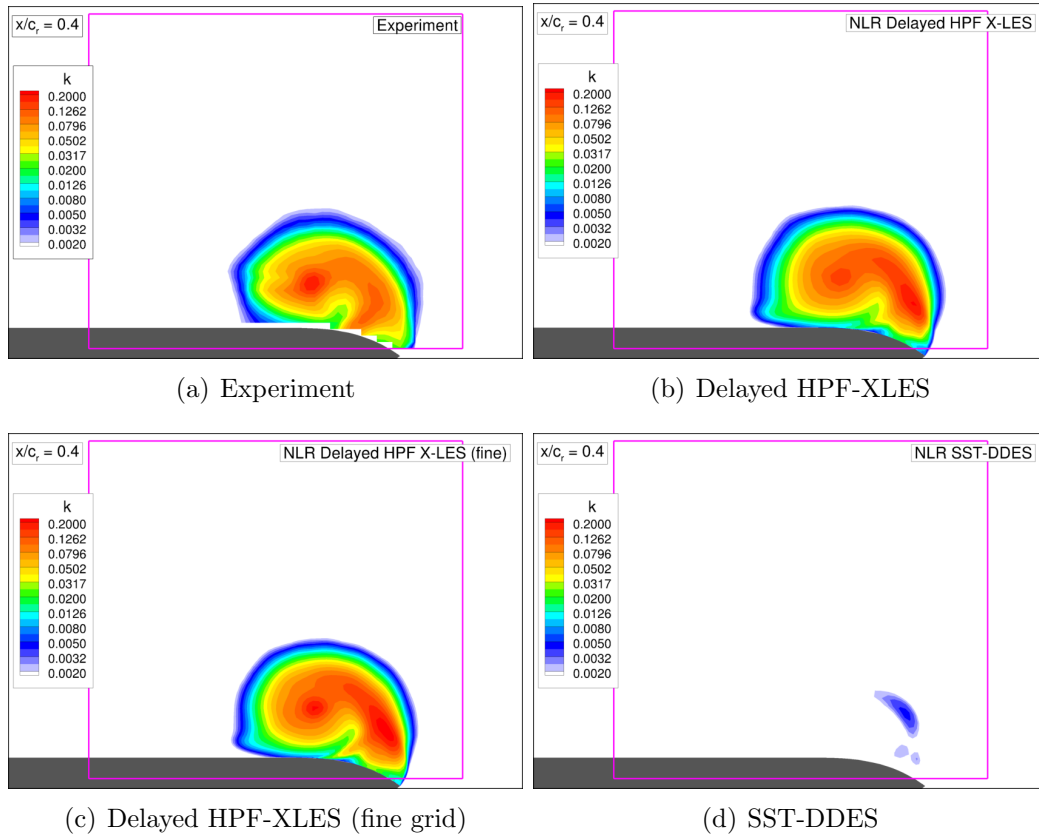 x/c_r = 0.4
Experiment
k
0.2000
0.1262
0.0796
0.0502
0.0317
0.0200
0.0126
0.0080
0.0050
0.0032
0.0020
(a) Experiment
x/c_r = 0.4
NLR Delayed HPF X-LES
k
0.2000
0.1262
0.0796
0.0502
0.0317
0.0200
0.0126
0.0080
0.0050
0.0032
0.0020
(b) Delayed HPF-XLES
x/c_r = 0.4
NLR Delayed HPF X-LES (fine)
k
0.2000
0.1262
0.0796
0.0502
0.0317
0.0200
0.0126
0.0080
0.0050
0.0032
0.0020
(c) Delayed HPF-XLES (fine grid)
x/c_r = 0.4
NLR SST-DDES
k
0.2000
0.1262
0.0796
0.0502
0.0317
0.0200
0.0126
0.0080
0.0050
0.0032
0.0020
(d) SST-DDES